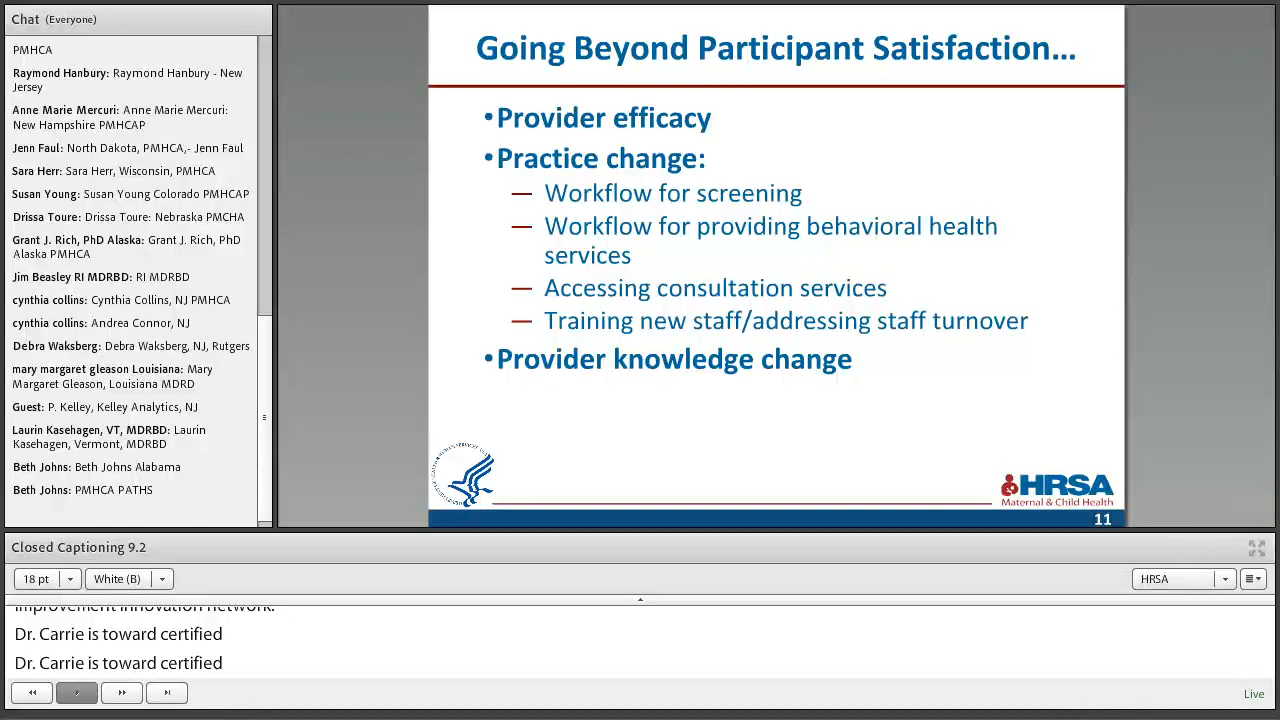 Chat (Everyone)
PMHCA
Raymond Hanbury: Raymond Hanbury - New
Jersey
Anne Marie Mercuri: Anne Marie Mercuri:
New Hampshire PMHCAP
Jenn Faul: North Dakota, PMHCA,- Jenn Faul
Sara Herr: Sara Herr, Wisconsin, PMHCA
Susan Young: Susan Young Colorado PMHCAP
Drissa Toure: Drissa Toure: Nebraska PMCHA
Grant J. Rich, PhD Alaska: Grant J. Rich, PhD
Alaska PMHCA
Jim Beasley RI MDRBD: RI MDRBD
cynthia collins: Cynthia Collins, NJ PMHCA
cynthia collins: Andrea Connor, NJ
Debra Waksberg: Debra Waksberg, NJ, Rutgers
mary margaret gleason Louisiana: Mary
Margaret Gleason, Louisiana MDRD
Guest: P. Kelley, Kelley Analytics, NJ
Laurin Kasehagen, VT, MDRBD: Laurin
Kasehagen, Vermont, MDRBD
Beth Johns: Beth Johns Alabama
Beth Johns: PMHCA PATHS
Going Beyond Participant Satisfaction...
•Provider efficacy
•Practice change:
— Workflow for screening
— Workflow for providing behavioral health
services
— Accessing consultation services
— Training new staff/addressing staff turnover
•Provider knowledge change
HRSA
Maternal & Child Health
11
Closed Captioning 9.2
18 pt
White (B)
HRSA
improvement innovation network.
Dr. Carrie is toward certified
Dr. Carrie is toward certified
Live